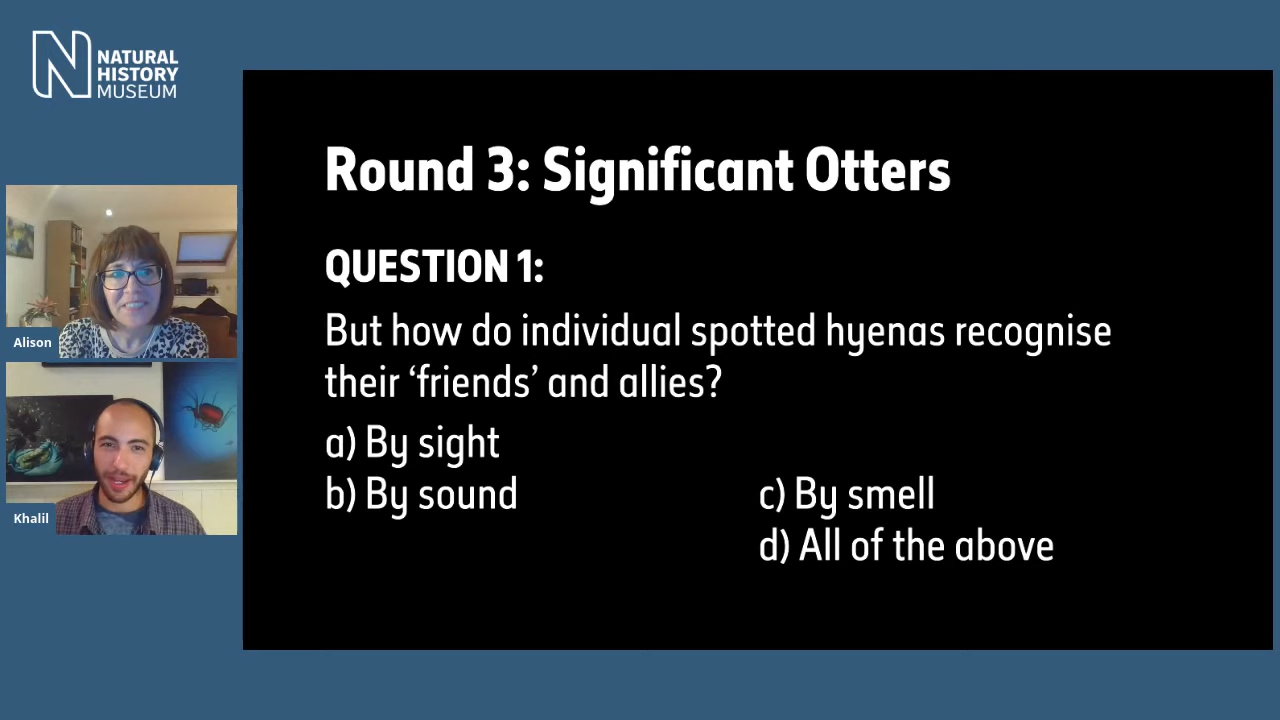 NATURAL
HISTORY
MUSEUM
Round 3: Significant Otters
QUESTION 1:
But how do individual spotted hyenas recognise
their ‘friends’ and allies?
a) By sight
b) By sound
c) By smell
d) All of the above
Alison
Khalil